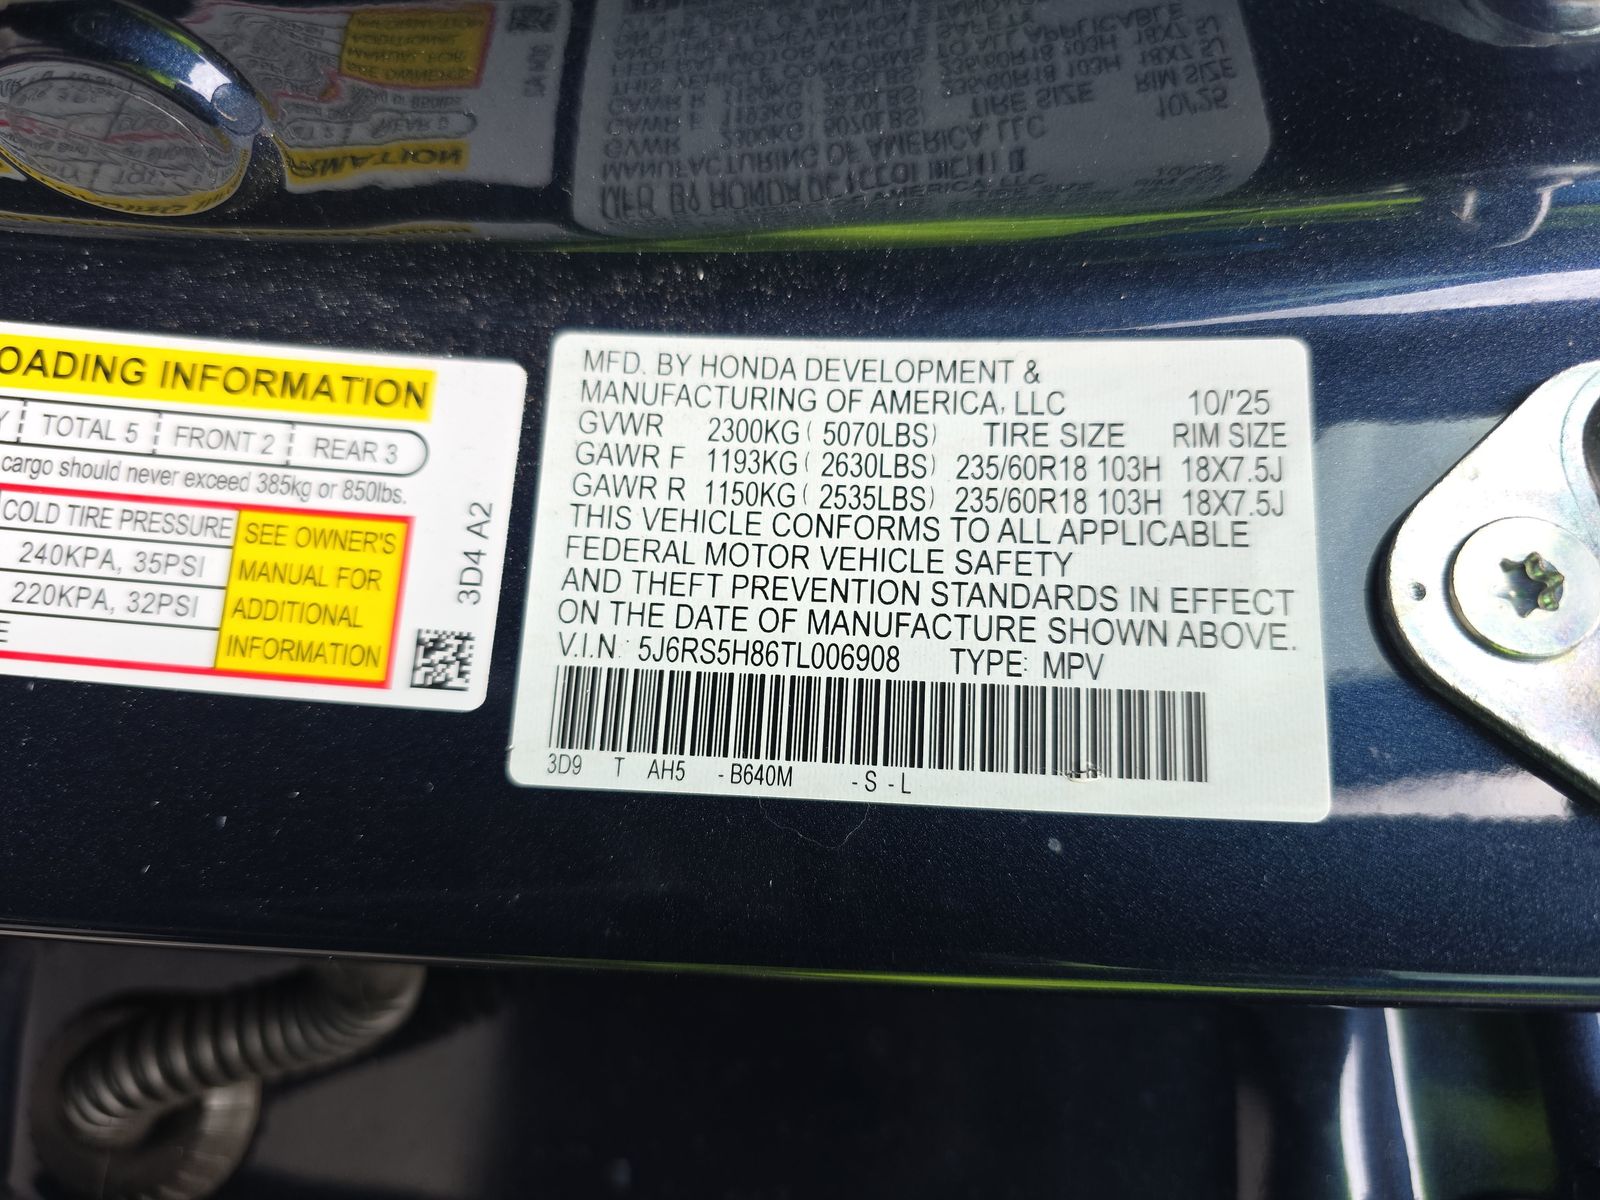 OADING INFORMATION
Y TOTAL 5 FRONT 2 REAR 3
cargo should never exceed 385kg or 850lbs.
COLD TIRE PRESSURE
240KPA, 35PSI
220KPA, 32PSI
E
SEE OWNER'S
MANUAL FOR
ADDITIONAL
INFORMATION
3D4 A2
MFD. BY HONDA DEVELOPMENT &
MANUFACTURING OF AMERICA, LLC 10/'25
GVWR 2300KG ( 5070LBS) TIRE SIZE RIM SIZE
GAWR F 1193KG ( 2630LBS) 235/60R18 103H 18X7.5J
GAWR R 1150KG ( 2535LBS) 235/60R18 103H 18X7.5J
THIS VEHICLE CONFORMS TO ALL APPLICABLE
FEDERAL MOTOR VEHICLE SAFETY
AND THEFT PREVENTION STANDARDS IN EFFECT
ON THE DATE OF MANUFACTURE SHOWN ABOVE.
V.I.N.: 5J6RS5H86TL006908 TYPE: MPV
3D9 T AH5 - B640M - S - L